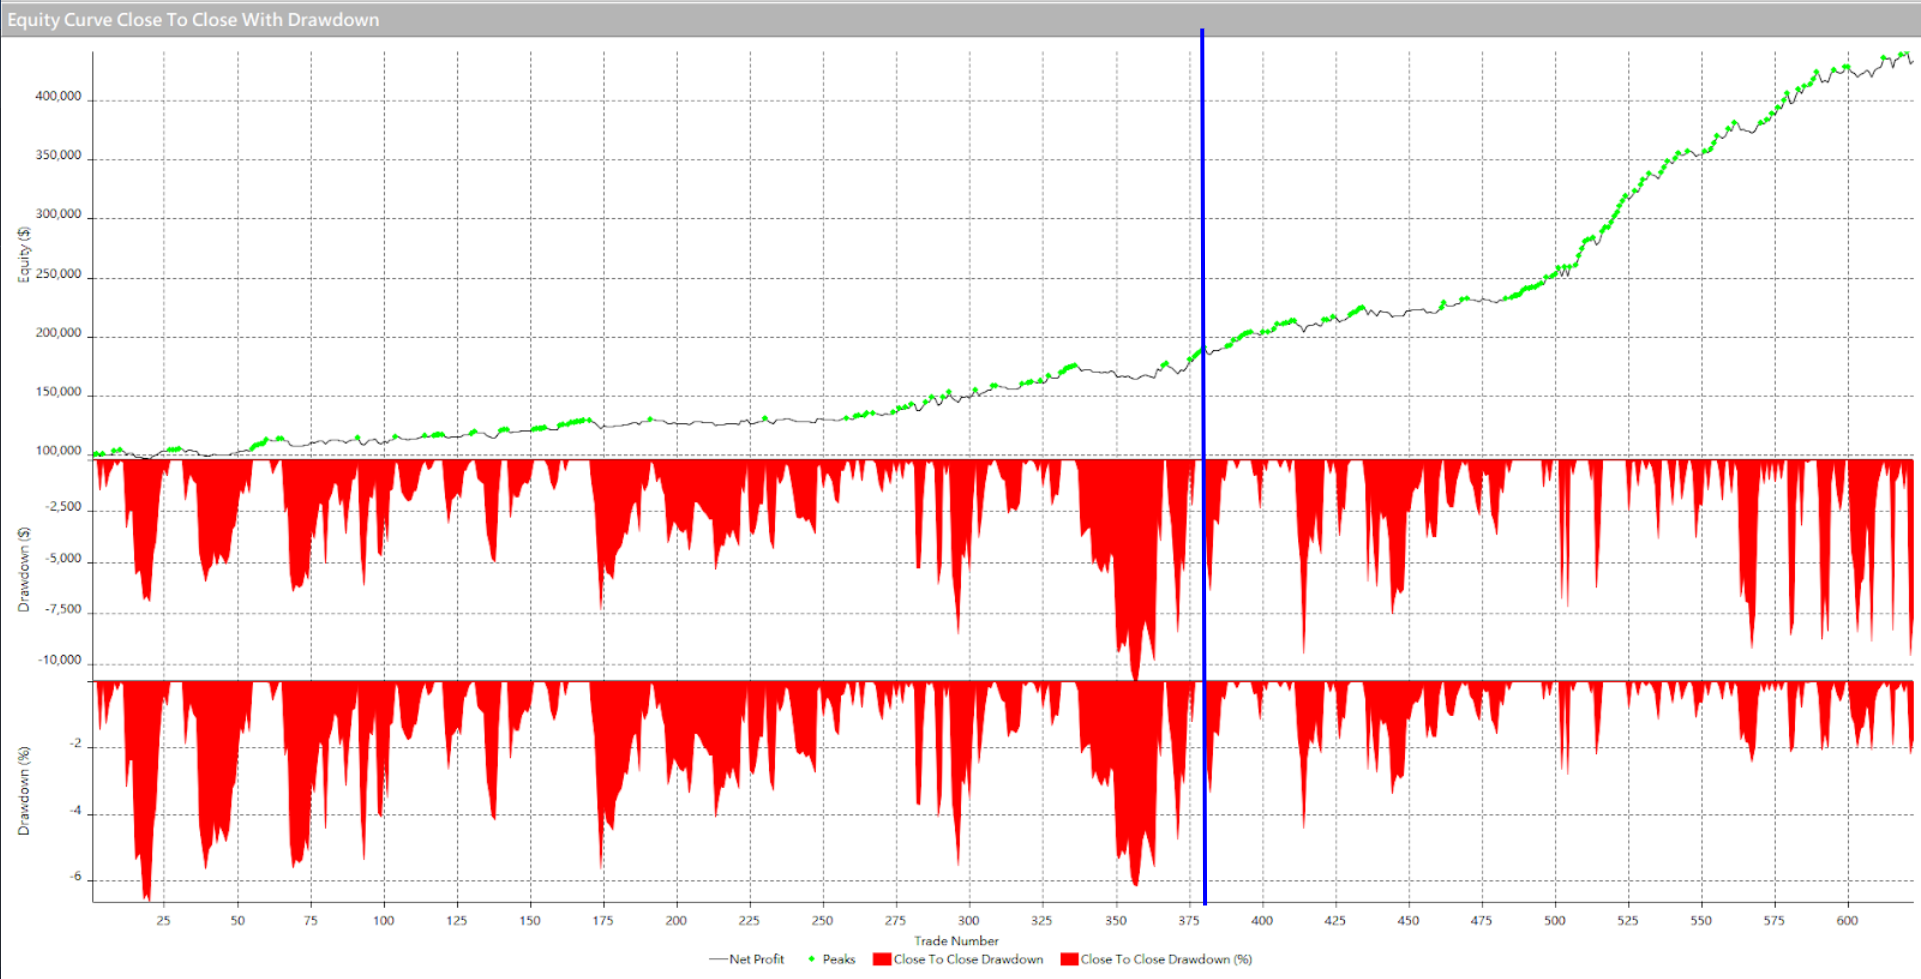 Equity Curve Close To Close With Drawdown
Equity ($)
400,000
350,000
300,000
250,000
200,000
150,000
100,000
Drawdown ($)
-2,500
-5,000
-7,500
-10,000
Drawdown (%)
-2
-4
-6
25 50 75 100 125 150 175 200 225 250 275 300 325 350 375 400 425 450 475 500 525 550 575 600
Trade Number
Net Profit Peaks Close To Close Drawdown Close To Close Drawdown (%)